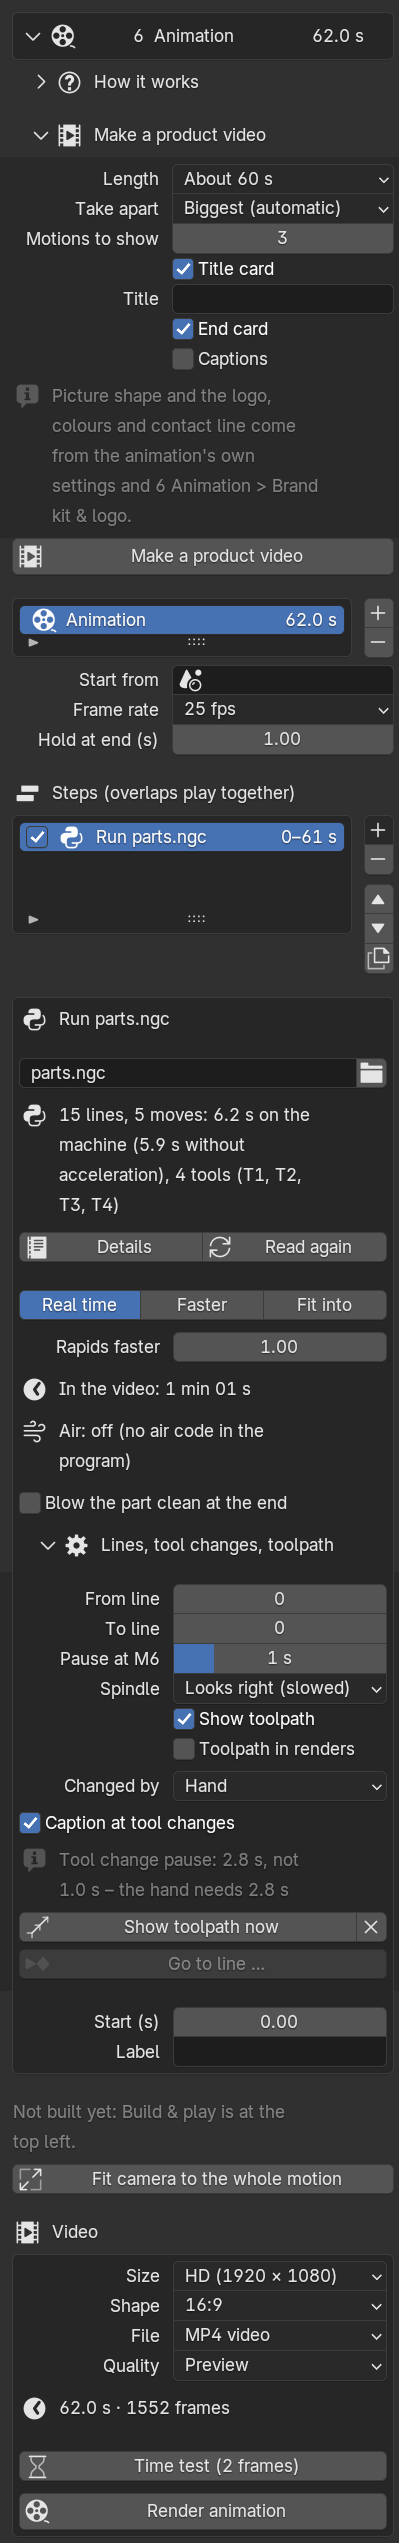 6 Animation 62.0 s
How it works
Make a product video
Length About 60 s
Take apart Biggest (automatic)
Motions to show 3
Title card
Title
End card
Captions
Picture shape and the logo,
colours and contact line come
from the animation's own
settings and 6 Animation > Brand
kit & logo.
Make a product video
Animation 62.0 s
Start from
Frame rate 25 fps
Hold at end (s) 1.00
Steps (overlaps play together)
Run parts.ngc 0–61 s
Run parts.ngc
parts.ngc
15 lines, 5 moves: 6.2 s on the
machine (5.9 s without
acceleration), 4 tools (T1, T2,
T3, T4)
Details Read again
Real time Faster Fit into
Rapids faster 1.00
In the video: 1 min 01 s
Air: off (no air code in the
program)
Blow the part clean at the end
Lines, tool changes, toolpath
From line 0
To line 0
Pause at M6 1 s
Spindle Looks right (slowed)
Show toolpath
Toolpath in renders
Changed by Hand
Caption at tool changes
Tool change pause: 2.8 s, not
1.0 s – the hand needs 2.8 s
Show toolpath now
Go to line ...
Start (s) 0.00
Label
Not built yet: Build & play is at the
top left.
Fit camera to the whole motion
Video
Size HD (1920 × 1080)
Shape 16:9
File MP4 video
Quality Preview
62.0 s · 1552 frames
Time test (2 frames)
Render animation